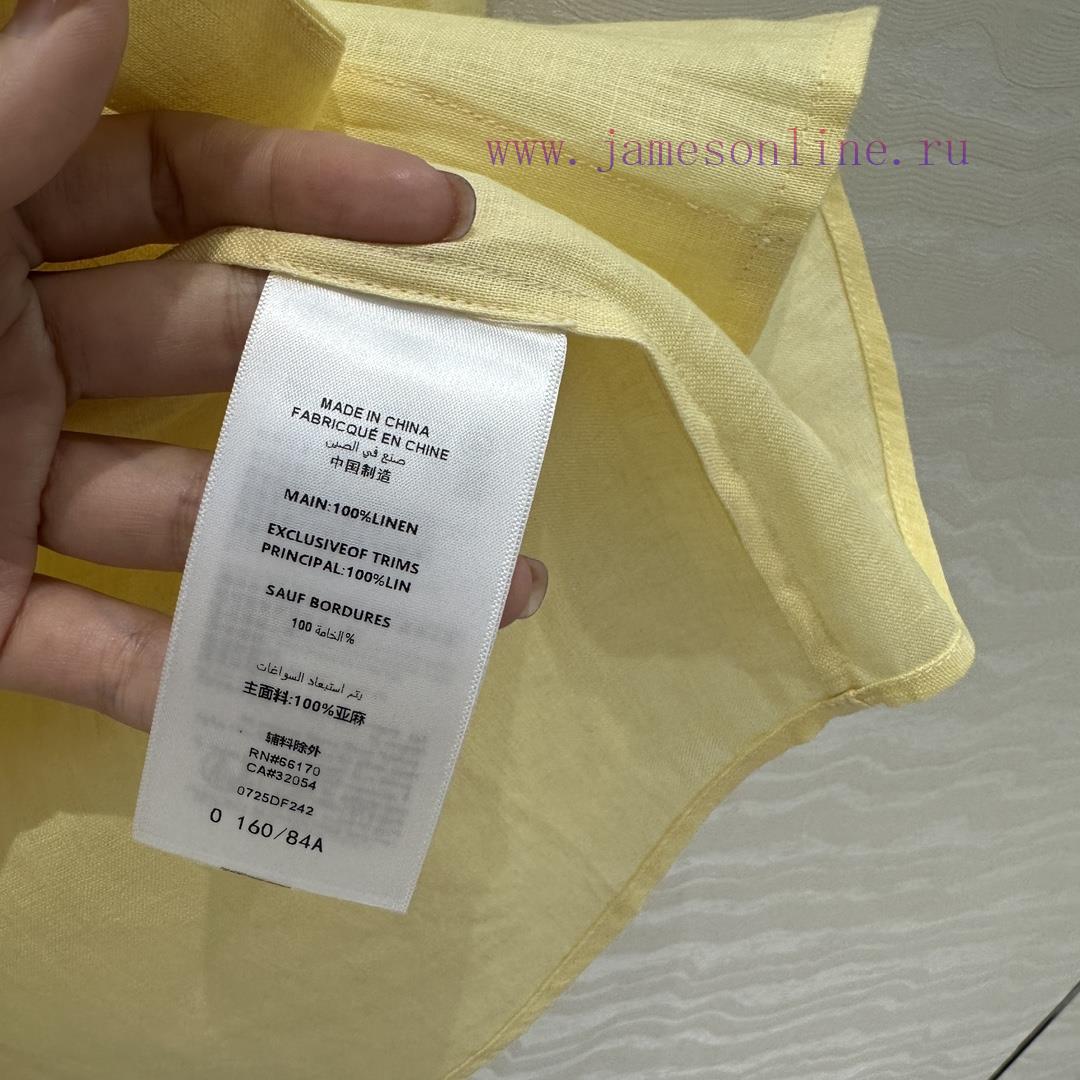 www.jamesonline.ru
MADE IN CHINA
FABRICQUÉ EN CHINE
صنع في الصين
中国制造
MAIN:100%LINEN
EXCLUSIVEOF TRIMS
PRINCIPAL:100%LIN
SAUF BORDURES
100 الخامة%
يتم استبعاد السواغات
主面料:100%亚麻
辅料除外
RN#66170
CA#32054
0725DF242
0 160/84A